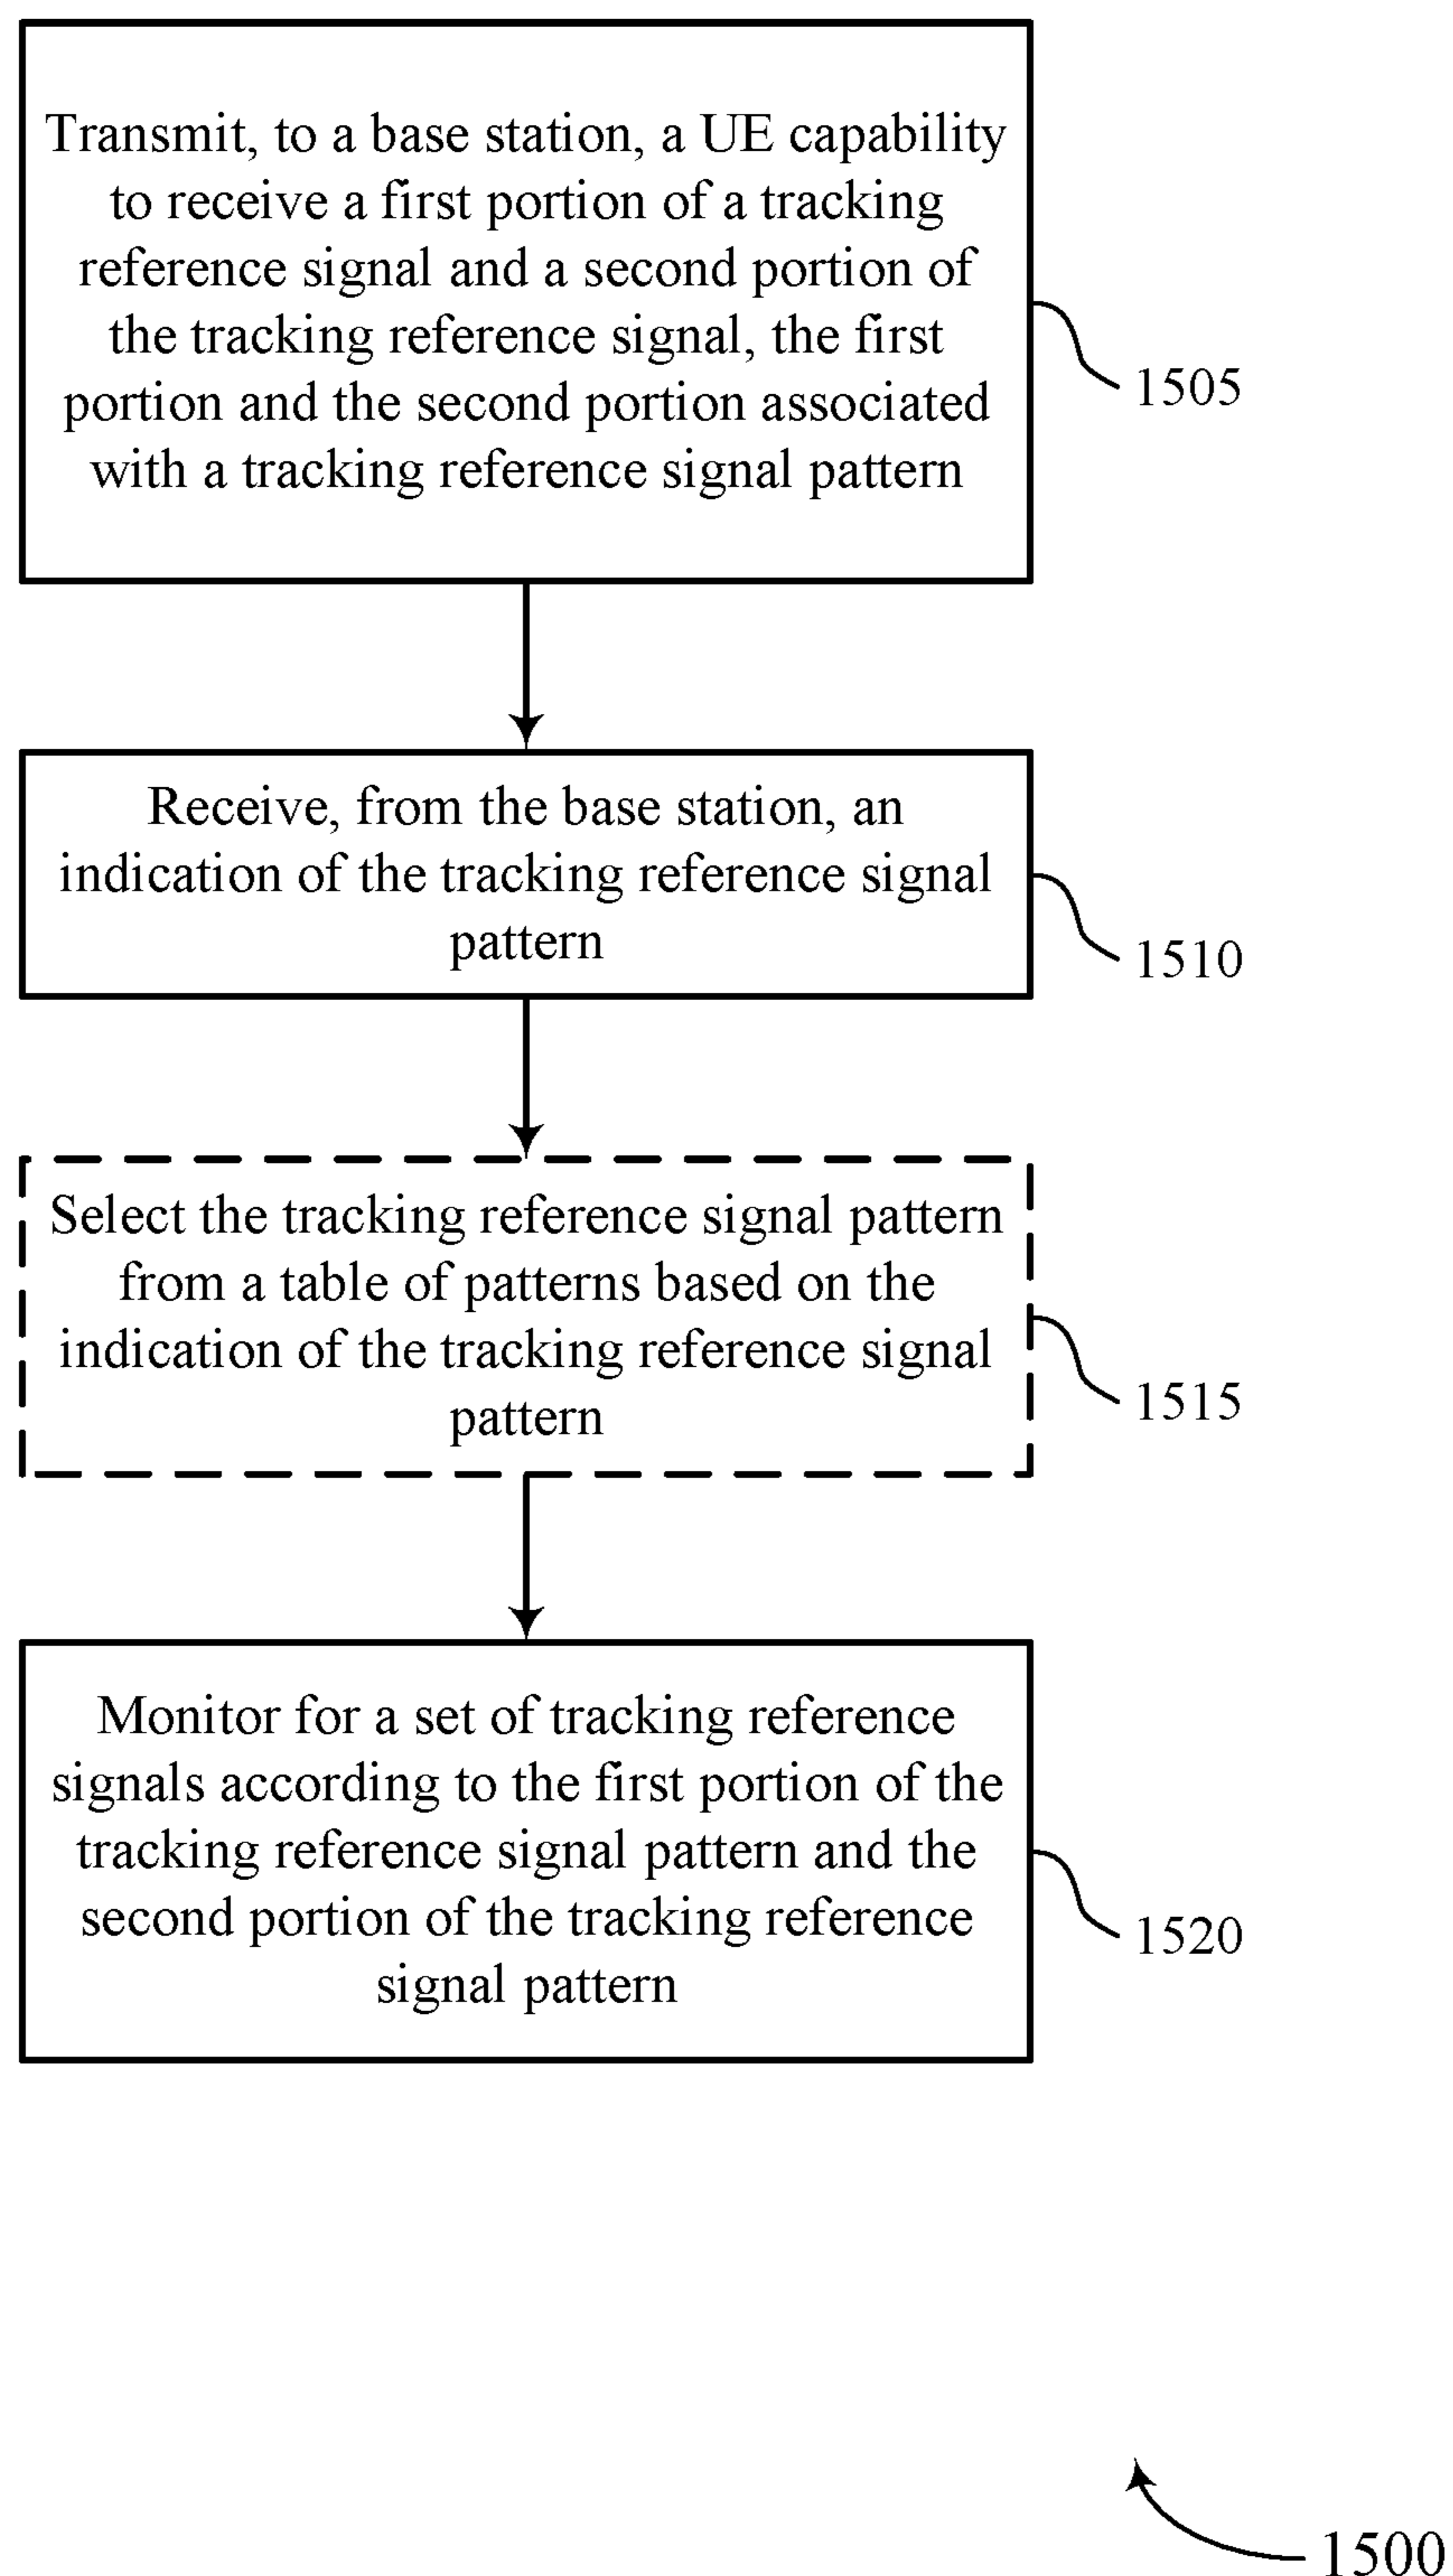 Transmit, to a base station, a UE capability
to receive a first portion of a tracking
reference signal and a second portion of
the tracking reference signal, the first
portion and the second portion associated
with a tracking reference signal pattern
1505
Receive, from the base station, an
indication of the tracking reference signal
pattern
1510
Select the tracking reference signal pattern
from a table of patterns based on the
indication of the tracking reference signal
pattern
1515
Monitor for a set of tracking reference
signals according to the first portion of the
tracking reference signal pattern and the
second portion of the tracking reference
signal pattern
1520
1500